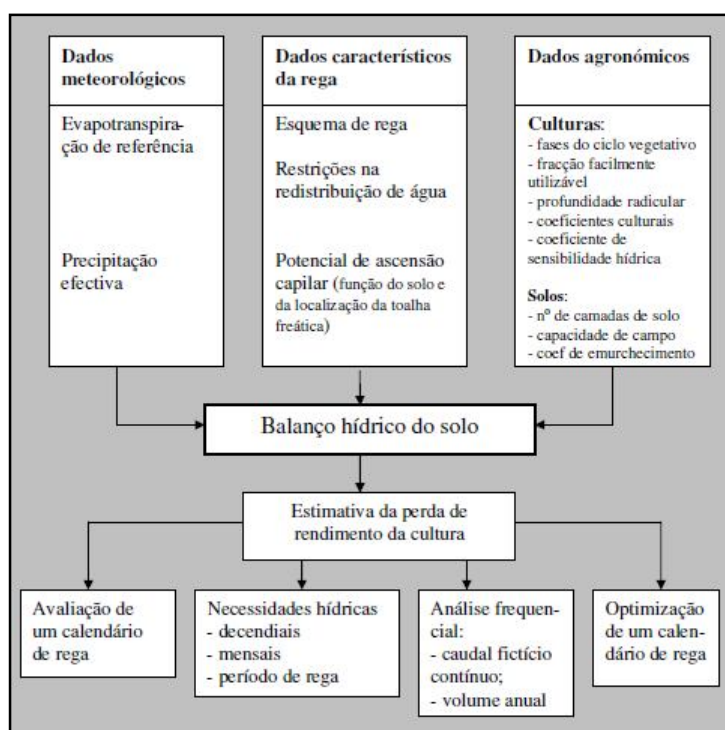 Dados
meteorológicos
Evapotranspira-
ção de referência
Precipitação
efectiva
Dados característicos
da rega
Esquema de rega
Restrições na
redistribuição de água
Potencial de ascensão
capilar (função do solo e
da localização da toalha
freática)
Dados agronómicos
Culturas:
- fases do ciclo vegetativo
- fracção facilmente
utilizável
- profundidade radicular
- coeficientes culturais
- coeficiente de
sensibilidade hídrica
Solos:
- nº de camadas de solo
- capacidade de campo
- coef de emurchecimento
Balanço hídrico do solo
Estimativa da perda de
rendimento da cultura
Avaliação de
um calendário
de rega
Necessidades hídricas
- decendiais
- mensais
- período de rega
Análise frequen-
cial:
- caudal fictício
contínuo;
- volume anual
Optimização
de um calen-
dário de rega